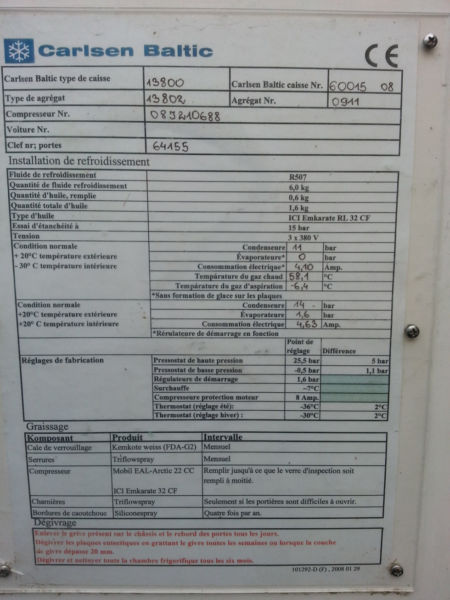 Carlsen Baltic CE
Carlsen Baltic type de caisse 13800 Carlsen Baltic caisse Nr. 60015 08
Type de agrégat 13802 Agrégat Nr. 0911
Compresseur Nr. 089210688
Voiture Nr.
Clef nr; portes 64155
Installation de refroidissement
Fluide de refroidissement R507
Quantité de fluide refroidissement 6,0 kg
Quantité d'huile, remplie 0,6 kg
Quantité totale d'huile 1,6 kg
Type d'huile ICI Emkarate RL 32 CF
Essai d'étanchéité à 15 bar
Tension 3 x 380 V
Condition normale Condenseure 11 bar
+ 20°C température extérieure Évaporateure* 0 bar
- 30°C température intérieure Consommation électrique* 4,10 Amp.
Température du gaz chaud 58,1 °C
Températeure du gaz d'aspiration -6,4 °C
*Sans formation de glace sur les plaques
Condition normale Condenseure 14 bar
+20°C température extérieure Évaporateure 1,6 bar
+20° C température intérieure Consommation électrique 4,63 Amp.
*Rérulateure de démarrage en fonction
Point de réglage Différence
Réglages de fabrication Pressostat de haute pression 25,5 bar 5 bar
Pressostat de basse pression -0,5 bar 1,1 bar
Régulateure de démarrage 1,6 bar
Surchauffe ~7°C
Compresseure protection moteur 8 Amp.
Thermostat (réglage été): -36°C 2°C
Thermostat (réglage hiver) : -30°C 2°C
Graissage
Komposant Produit Intervalle
Cale de verrouillage Kemkote weiss (FDA-G2) Mensuel
Serrures Triflowspray Mensuel
Compresseur Mobil EAL-Arctic 22 CC Remplir jusqu'à ce que le verre d'inspection soit
rempli à moitié.
ICI Emkarate 32 CF
Charnières Triflowspray Seulement si les portières sont difficiles à ouvrir.
Bordures de caoutchouc Siliconespray Quatre fois par an.
Dégivrage
Enlever le grivre présent sur le châssis et le rebord des portes tous les jours.
Dégivrer les plaques eutectiques en grattant le givre toutes les semaines ou lorsque la couche
de givre dépasse 20 mm.
Dégivrer et nettoyer toute la chambre frigorifique tous les six mois.
101292-D (F), 2008 01 29